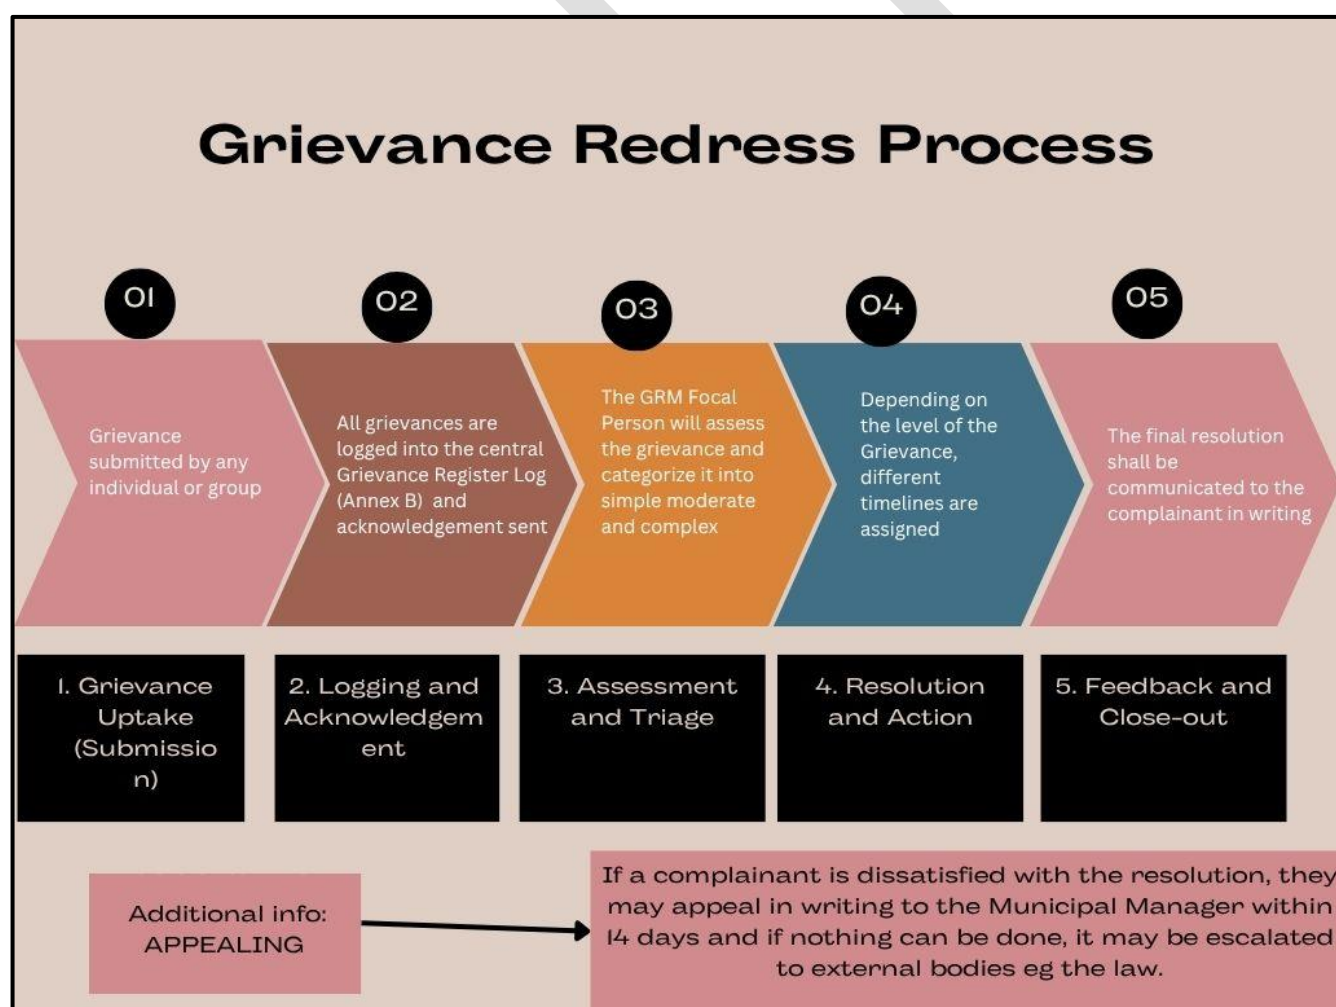 Grievance Redress Process
01
02
03
04
05
Grievance
submitted by any
individual or group
All grievances are
logged into the central
Grievance Register Log
(Annex B) and
acknowledgement sent
The GRM Focal
Person will assess
the grievance and
categorize it into
simple moderate
and complex
Depending on
the level of the
Grievance,
different
timelines are
assigned
The final resolution
shall be
communicated to the
complainant in writing
1. Grievance
Uptake
(Submissio
n)
2. Logging and
Acknowledgem
ent
3. Assessment
and Triage
4. Resolution
and Action
5. Feedback and
Close-out
Additional info:
APPEALING
If a complainant is dissatisfied with the resolution, they
may appeal in writing to the Municipal Manager within
14 days and if nothing can be done, it may be escalated
to external bodies eg the law.